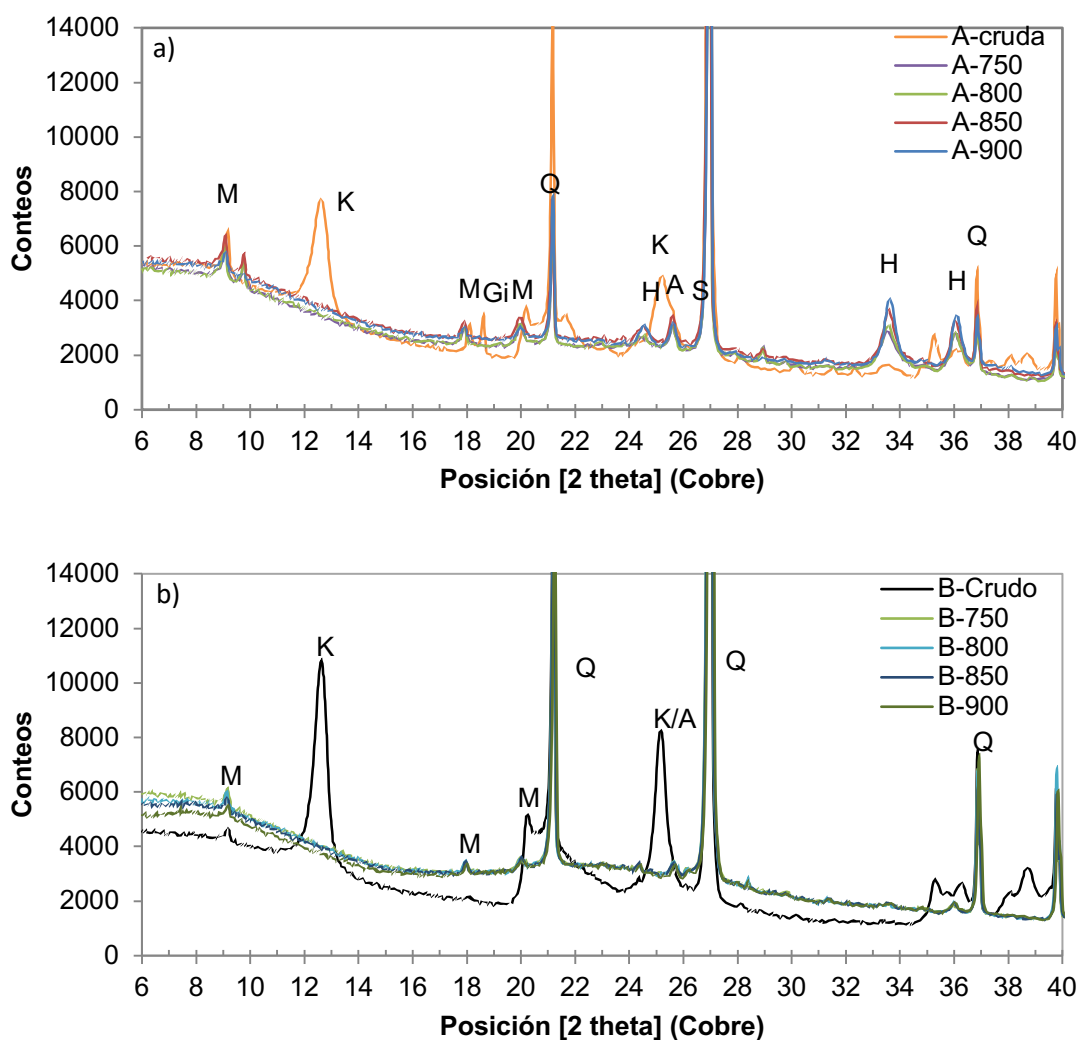 a)
14000
12000
10000
8000
6000
4000
2000
0
Conteos
A-cruda
A-750
A-800
A-850
A-900
M
K
M
Gi
M
Q
K
H
A
S
H
H
Q
6 8 10 12 14 16 18 20 22 24 26 28 30 32 34 36 38 40
Posición [2 theta] (Cobre)
b)
14000
12000
10000
8000
6000
4000
2000
0
Conteos
B-Crudo
B-750
B-800
B-850
B-900
M
K
M
M
Q
K/A
Q
Q
6 8 10 12 14 16 18 20 22 24 26 28 30 32 34 36 38 40
Posición [2 theta] (Cobre)